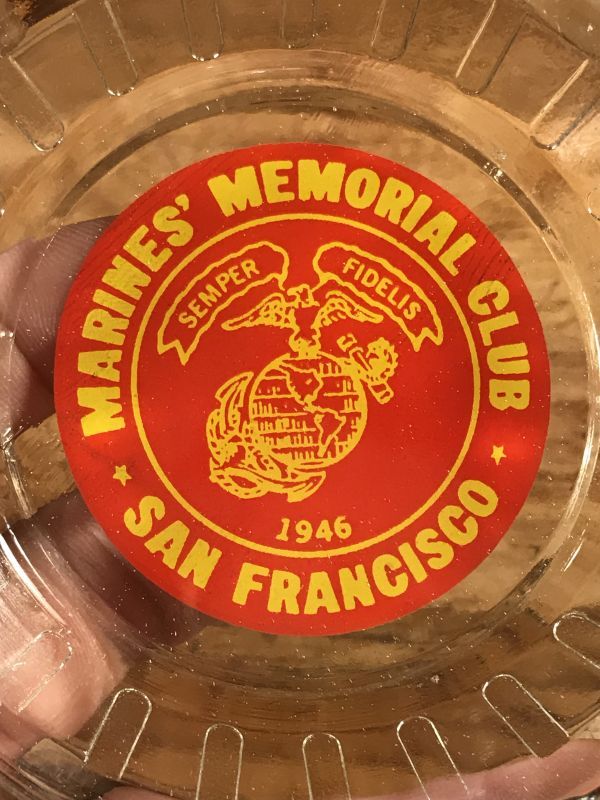 MARINES' MEMORIAL CLUB
SEMPER FIDELIS
1946
SAN FRANCISCO